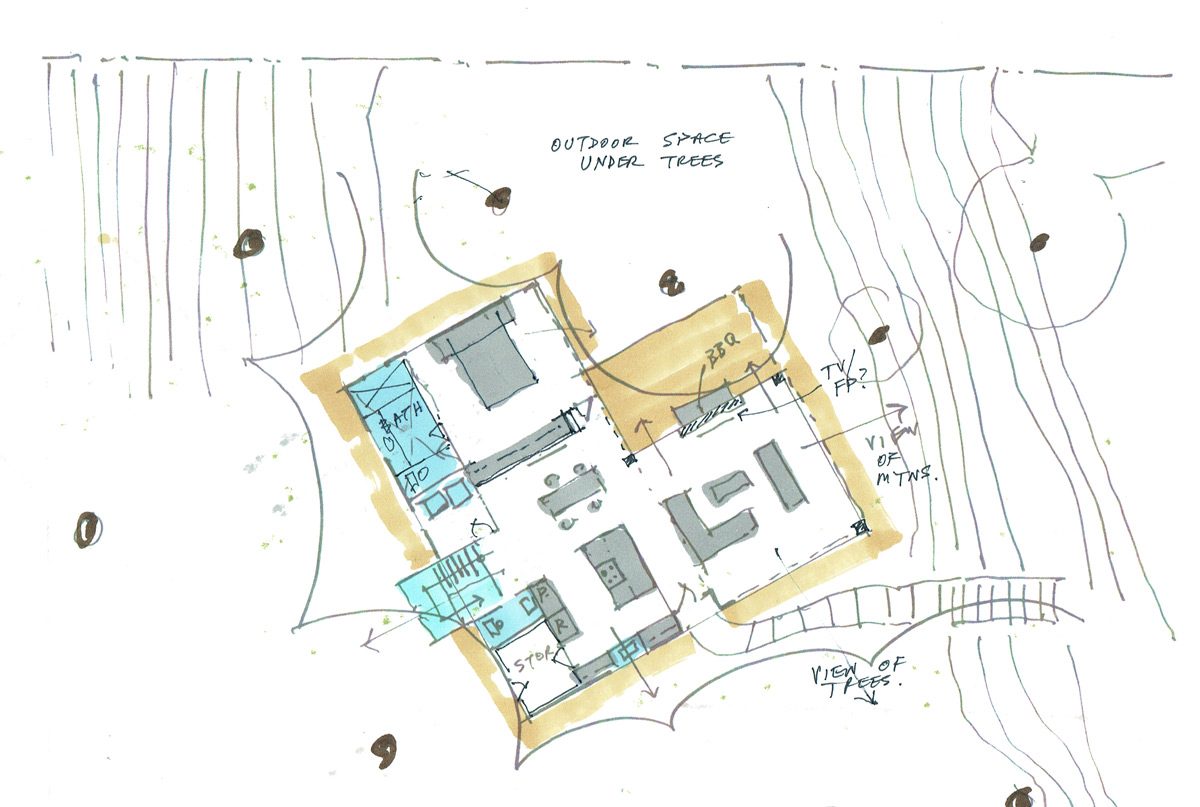 OUTDOOR SPACE
UNDER TREES
BBQ
TV/
FP?
VIEW
OF
MTNS.
BATH
P.
R
STOR
VIEW OF
TREES.